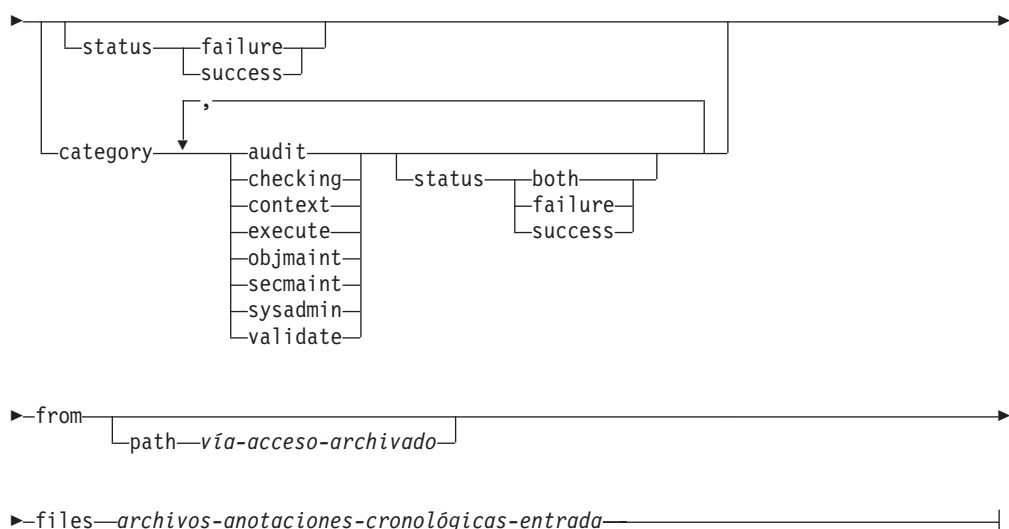 status failure
success
,
category audit
checking status both
context failure
execute success
objmaint
secmaint
sysadmin
validate
from
path vía-acceso-archivado
files archivos-anotaciones-cronológicas-entrada